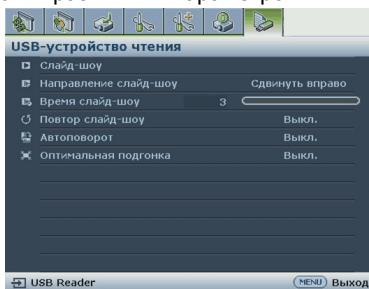 USB-устройство чтения
Слайд-шоу
Направление слайд-шоу Сдвинуть вправо
Время слайд-шоу 3
Повтор слайд-шоу Выкл.
Автоповорот Выкл.
Оптимальная подгонка Выкл.
USB Reader MENU Выход